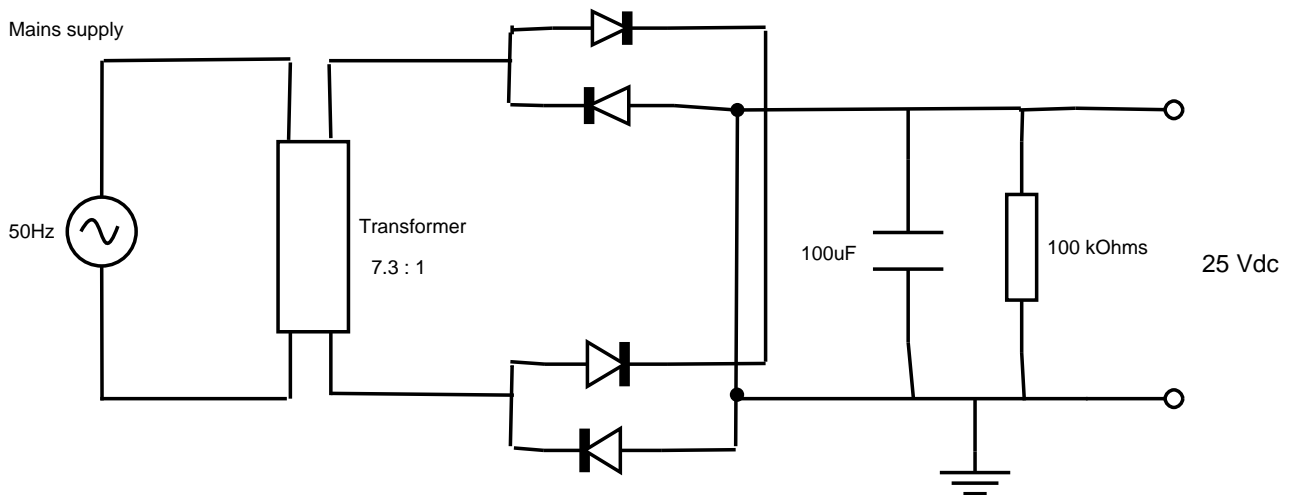 Mains supply
50Hz
Transformer
7.3 : 1
100uF
100 kOhms
25 Vdc